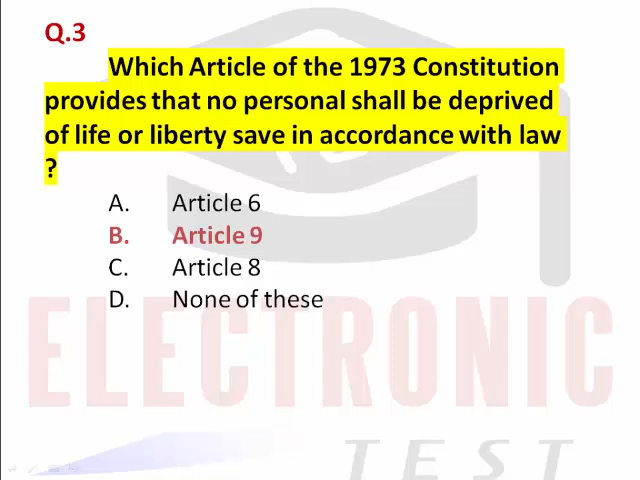 Q.3
Which Article of the 1973 Constitution
provides that no personal shall be deprived
of life or liberty save in accordance with law
?
A. Article 6
B. Article 9
C. Article 8
D. None of these
ELECTRONIC
TEST